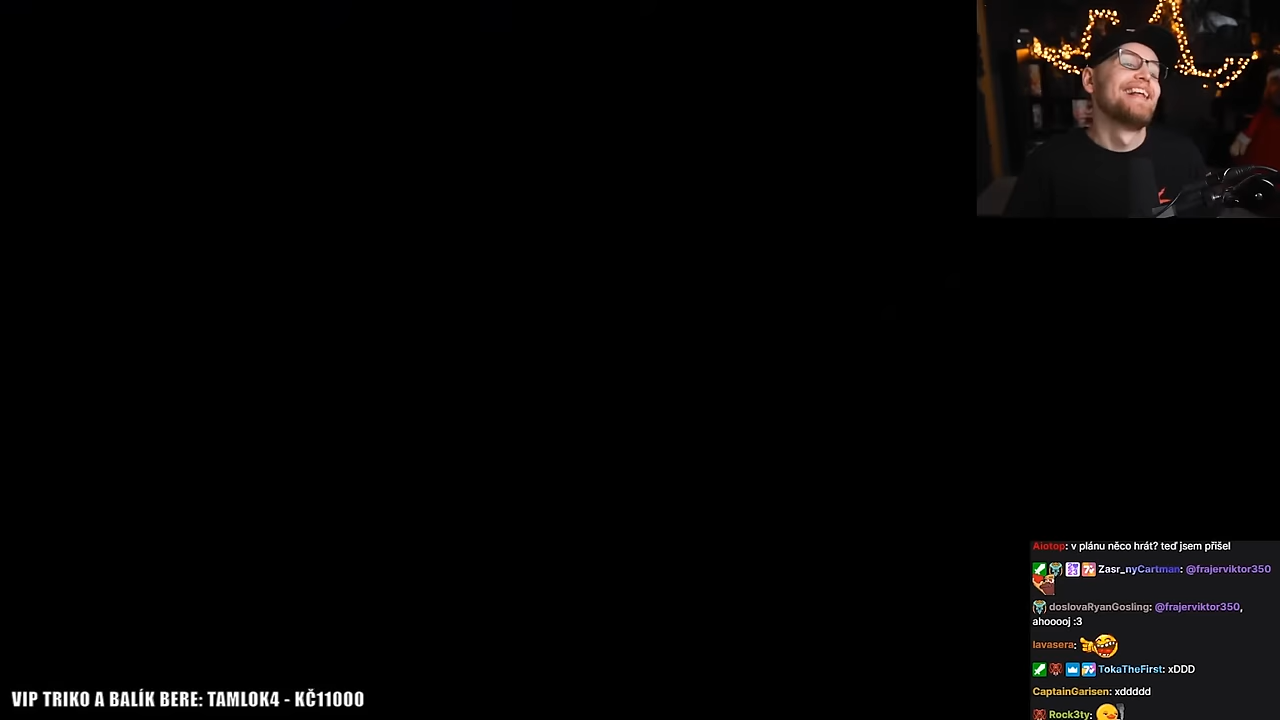 Aiotop: v plánu něco hrát? teď jsem přišel
Zasr_nyCartman: @frajerviktor350
doslovaRyanGosling: @frajerviktor350,
ahooooj :3
lavasera:
TokaTheFirst: xDDD
CaptainGarisen: xddddd
Rock3ty:
VIP TRIKO A BALÍK BERE: TAMLOK4 - KČ11000